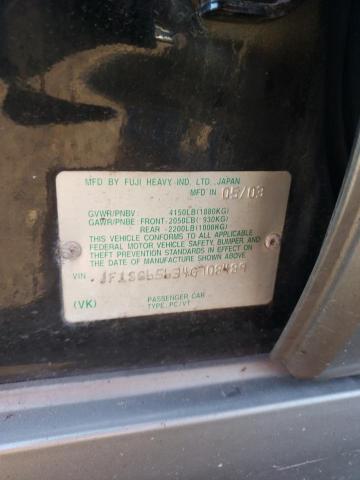 MFD BY FUJI HEAVY IND. LTD. JAPAN
MFD IN 05/03
GVWR/PNBV : 4150LB(1880KG)
GAWR/PNBE : FRONT-2050LB( 930KG)
REAR -2200LB(1000KG)
THIS VEHICLE CONFORMS TO ALL APPLICABLE
FEDERAL MOTOR VEHICLE SAFETY, BUMPER, AND
THEFT PREVENTION STANDARDS IN EFFECT
ON THE DATE OF MANUFACTURE SHOWN ABOVE.
VIN JF1SG65634G708489
PASSENGER CAR
(VK) TYPE:PC/VT